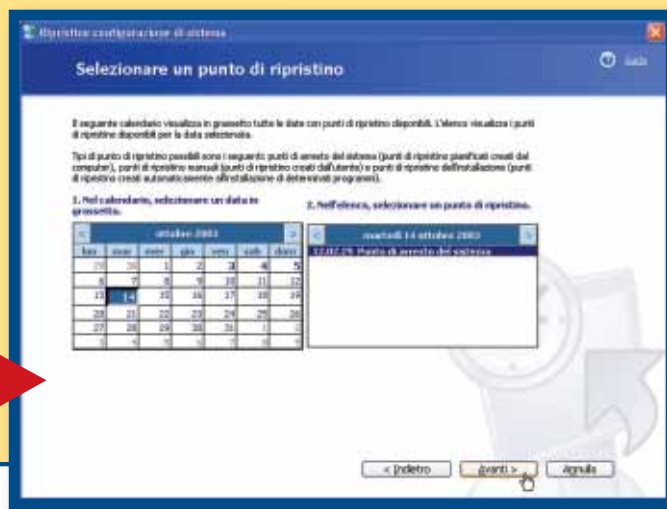 Ripristino configurazione di sistema
Selezionare un punto di ripristino
Il seguente calendario visualizza in grassetto tutte le date con punti di ripristino disponibili. L'elenco visualizza i punti
di ripristino disponibili per la data selezionata.
Tipi di punto di ripristino possibili sono i seguenti: punti di arresto del sistema (punti di ripristino pianificati creati dal
computer), punti di ripristino manuali (punti di ripristino creati dall'utente) e punti di ripristino dell'installazione (punti
di ripristino creati automaticamente all'installazione di determinati programmi).
1. Nel calendario, selezionare un data in
grassetto.
2. Nell'elenco, selezionare un punto di ripristino.
< ottobre 2003 >
lun mar mer gio ven sab dom
29 30 1 2 3 4 5
6 7 8 9 10 11 12
13 14 15 16 17 18 19
20 21 22 23 24 25 26
27 28 29 30 31 1 2
3 4 5 6 7 8 9
< martedì 14 ottobre 2003 >
Punto di arresto del sistema
< Indietro
Avanti >
Annulla